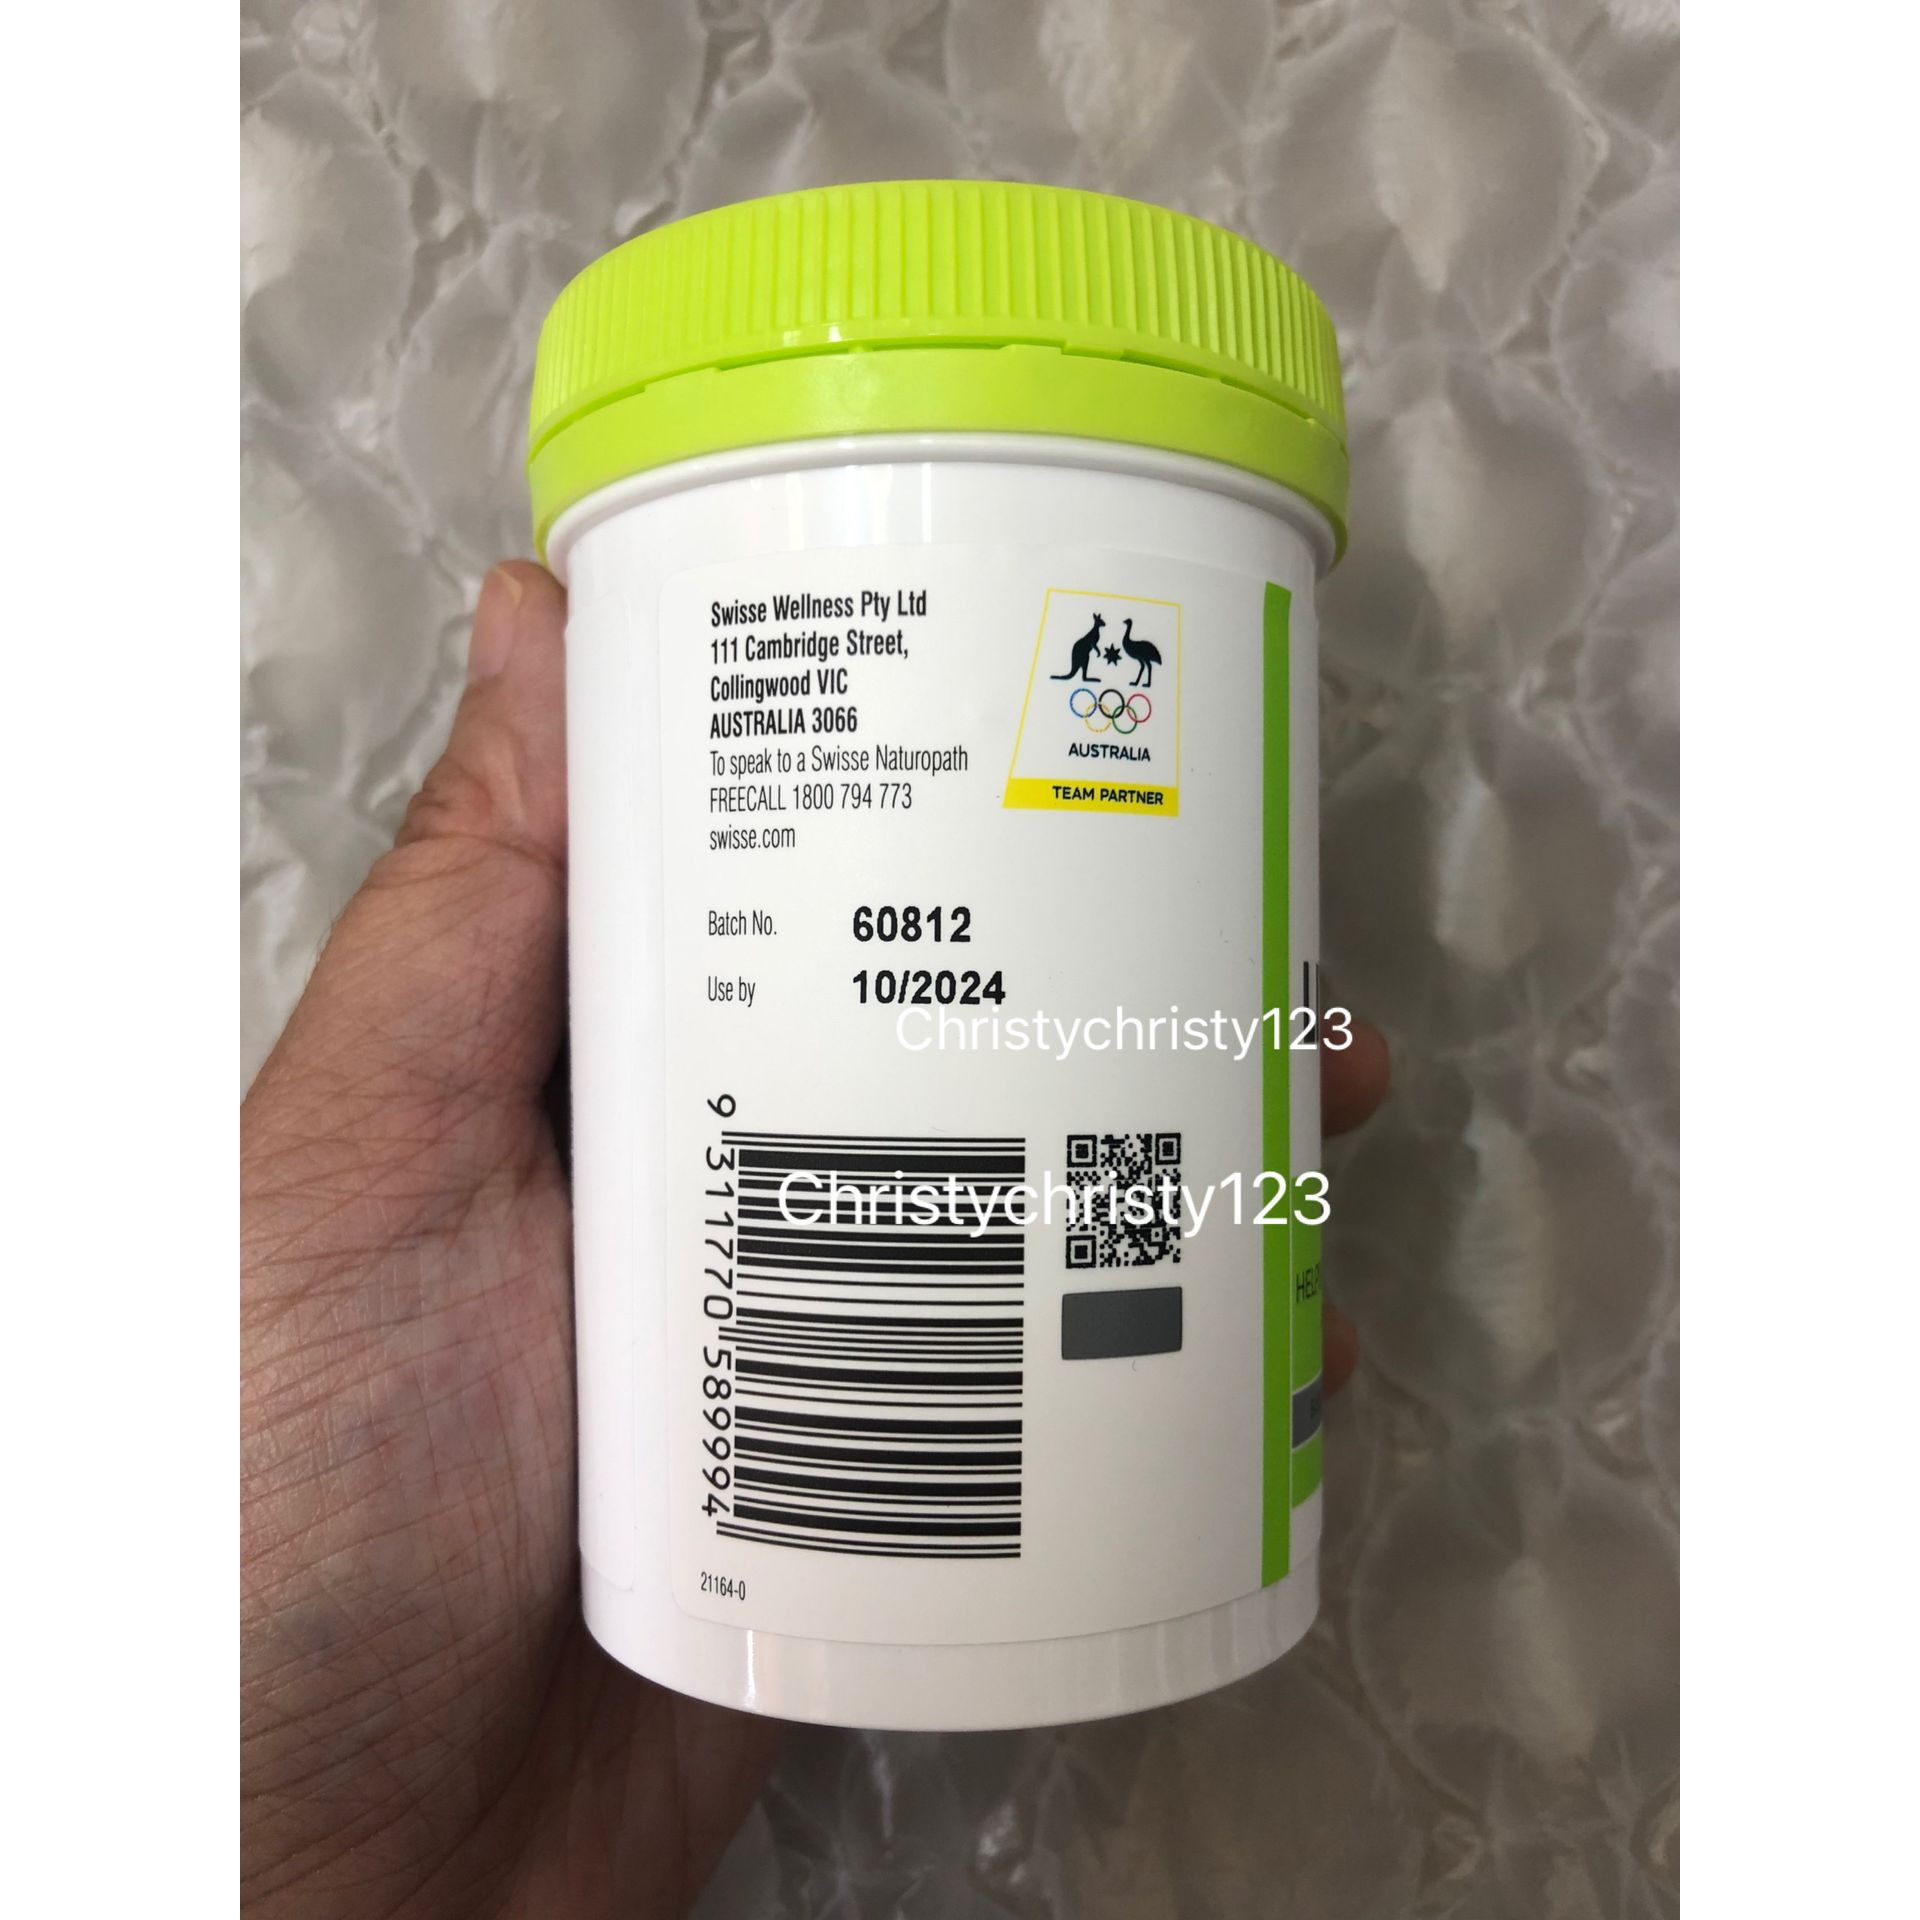 Swisse Wellness Pty Ltd
111 Cambridge Street,
Collingwood VIC
AUSTRALIA 3066
To speak to a Swisse Naturopath
FREECALL 1800 794 773
swisse.com
AUSTRALIA
TEAM PARTNER
Batch No. 60812
Use by 10/2024
Christychristy123
Christychristy123
9 311770 589994
21164-0